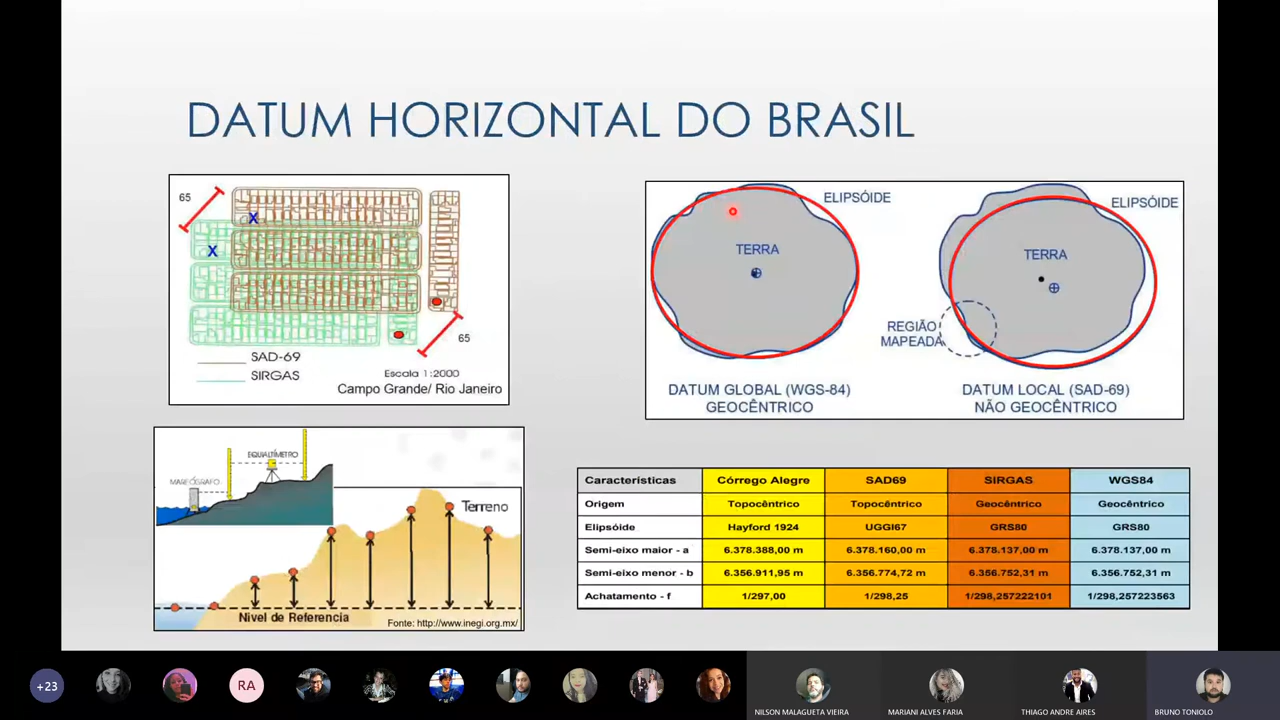 DATUM HORIZONTAL DO BRASIL
65
X
X
65
SAD-69
SIRGAS
Escala 1:2000
Campo Grande/ Rio Janeiro
ELIPSÓIDE
TERRA
DATUM GLOBAL (WGS-84)
GEOCÊNTRICO
ELIPSÓIDE
TERRA
REGIÃO
MAPEADA
DATUM LOCAL (SAD-69)
NÃO GEOCÊNTRICO
EQUIALTÍMETRO
MAREÓGRAFO
Terreno
Nivel de Referencia
Fonte: http://www.inegi.org.mx/
Características Córrego Alegre SAD69 SIRGAS WGS84
Origem Topocêntrico Topocêntrico Geocêntrico Geocêntrico
Elipsóide Hayford 1924 UGGI67 GRS80 GRS80
Semi-eixo maior - a 6.378.388,00 m 6.378.160,00 m 6.378.137,00 m 6.378.137,00 m
Semi-eixo menor - b 6.356.911,95 m 6.356.774,72 m 6.356.752,31 m 6.356.752,31 m
Achatamento - f 1/297,00 1/298,25 1/298,257222101 1/298,257223563
+23
RA
NILSON MALAGUETA VIEIRA
MARIANI ALVES FARIA
THIAGO ANDRE AIRES
BRUNO TONIOLO